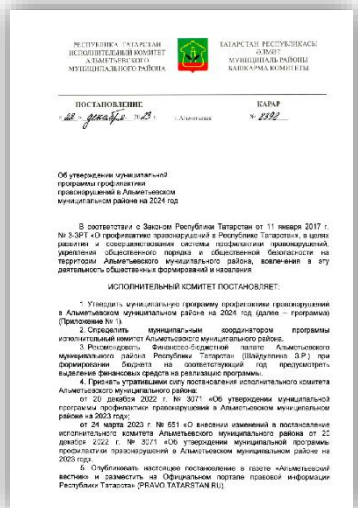 РЕСПУБЛИКА ТАТАРСТАН
ИСПОЛНИТЕЛЬНЫЙ КОМИТЕТ
АЛЬМЕТЬЕВСКОГО
МУНИЦИПАЛЬНОГО РАЙОНА
ТАТАРСТАН РЕСПУБЛИКАСЫ
ӘЛМӘТ
МУНИЦИПАЛЬ РАЙОНЫ
БАШКАРМА КОМИТЕТЫ
ПОСТАНОВЛЕНИЕ
КАРАР
декабря 2023 г.
г. Альметьевск
№
Об утверждении муниципальной
программы профилактики
правонарушений в Альметьевском
муниципальном районе на 2024 год
В соответствии с Законом Республики Татарстан от 11 января 2017 г.
№ 3-ЗРТ «О профилактике правонарушений в Республике Татарстан», в целях
развития и совершенствования системы профилактики правонарушений,
укрепления общественного порядка и общественной безопасности на
территории Альметьевского муниципального района, вовлечения в эту
деятельность общественных формирований и населения
ИСПОЛНИТЕЛЬНЫЙ КОМИТЕТ ПОСТАНОВЛЯЕТ:
1. Утвердить муниципальную программу профилактики правонарушений
в Альметьевском муниципальном районе на 2024 год (далее – программа)
(Приложение № 1).
2. Определить муниципальным координатором программы
исполнительный комитет Альметьевского муниципального района.
3. Рекомендовать Финансово-бюджетной палате Альметьевского
муниципального района Республики Татарстан (Шайдуллина З.Р.) при
формировании бюджета на соответствующий год предусмотреть
выделение финансовых средств на реализацию программы.
4. Признать утратившими силу постановления исполнительного комитета
Альметьевского муниципального района:
от 20 декабря 2022 г. № 3071 «Об утверждении муниципальной
программы профилактики правонарушений в Альметьевском муниципальном
районе на 2023 год»;
от 24 марта 2023 г. № 651 «О внесении изменений в постановление
исполнительного комитета Альметьевского муниципального района от 20
декабря 2022 г. № 3071 «Об утверждении муниципальной программы
профилактики правонарушений в Альметьевском муниципальном районе на
2023 год».
5. Опубликовать настоящее постановление в газете «Альметьевский
вестник» и разместить на Официальном портале правовой информации
Республики Татарстан (PRAVO.TATARSTAN.RU).